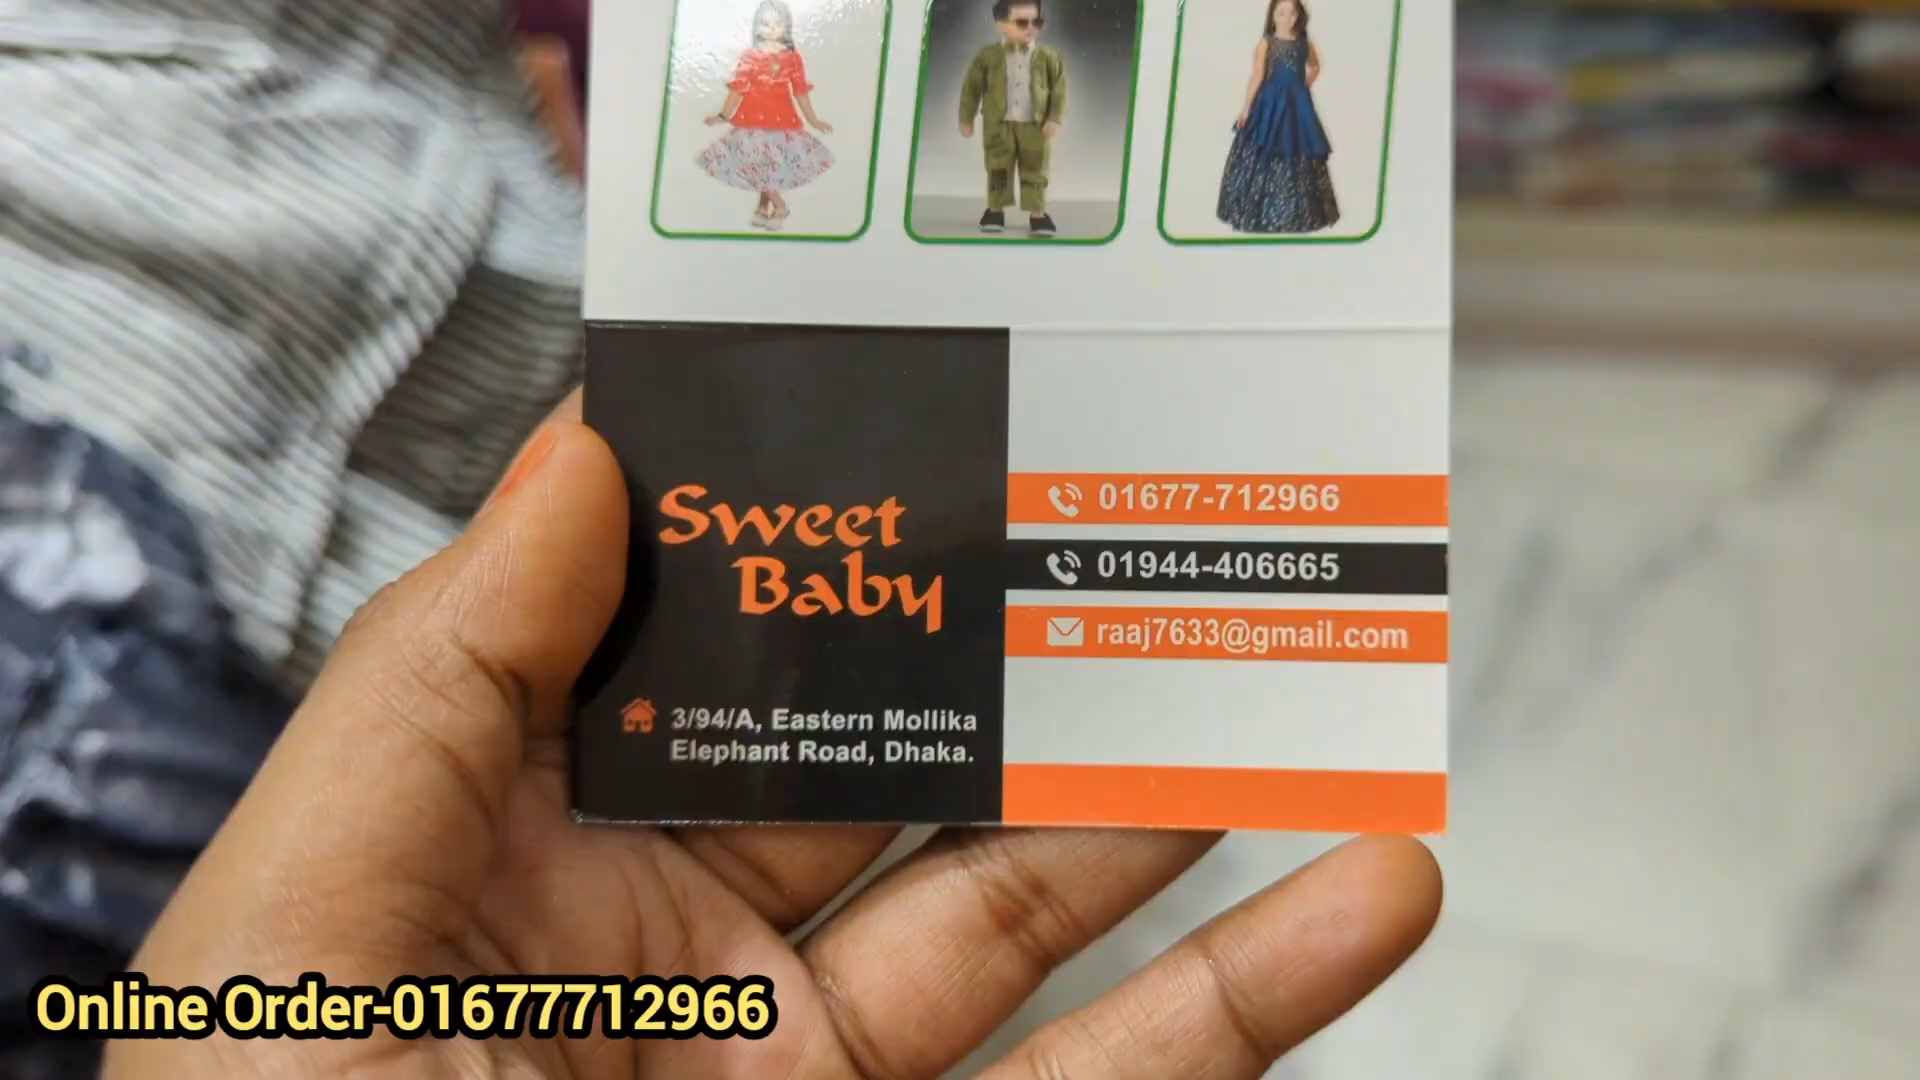 Sweet
Baby
3/94/A, Eastern Mollika
Elephant Road, Dhaka.
01677-712966
01944-406665
raaj7633@gmail.com
Online Order-01677712966